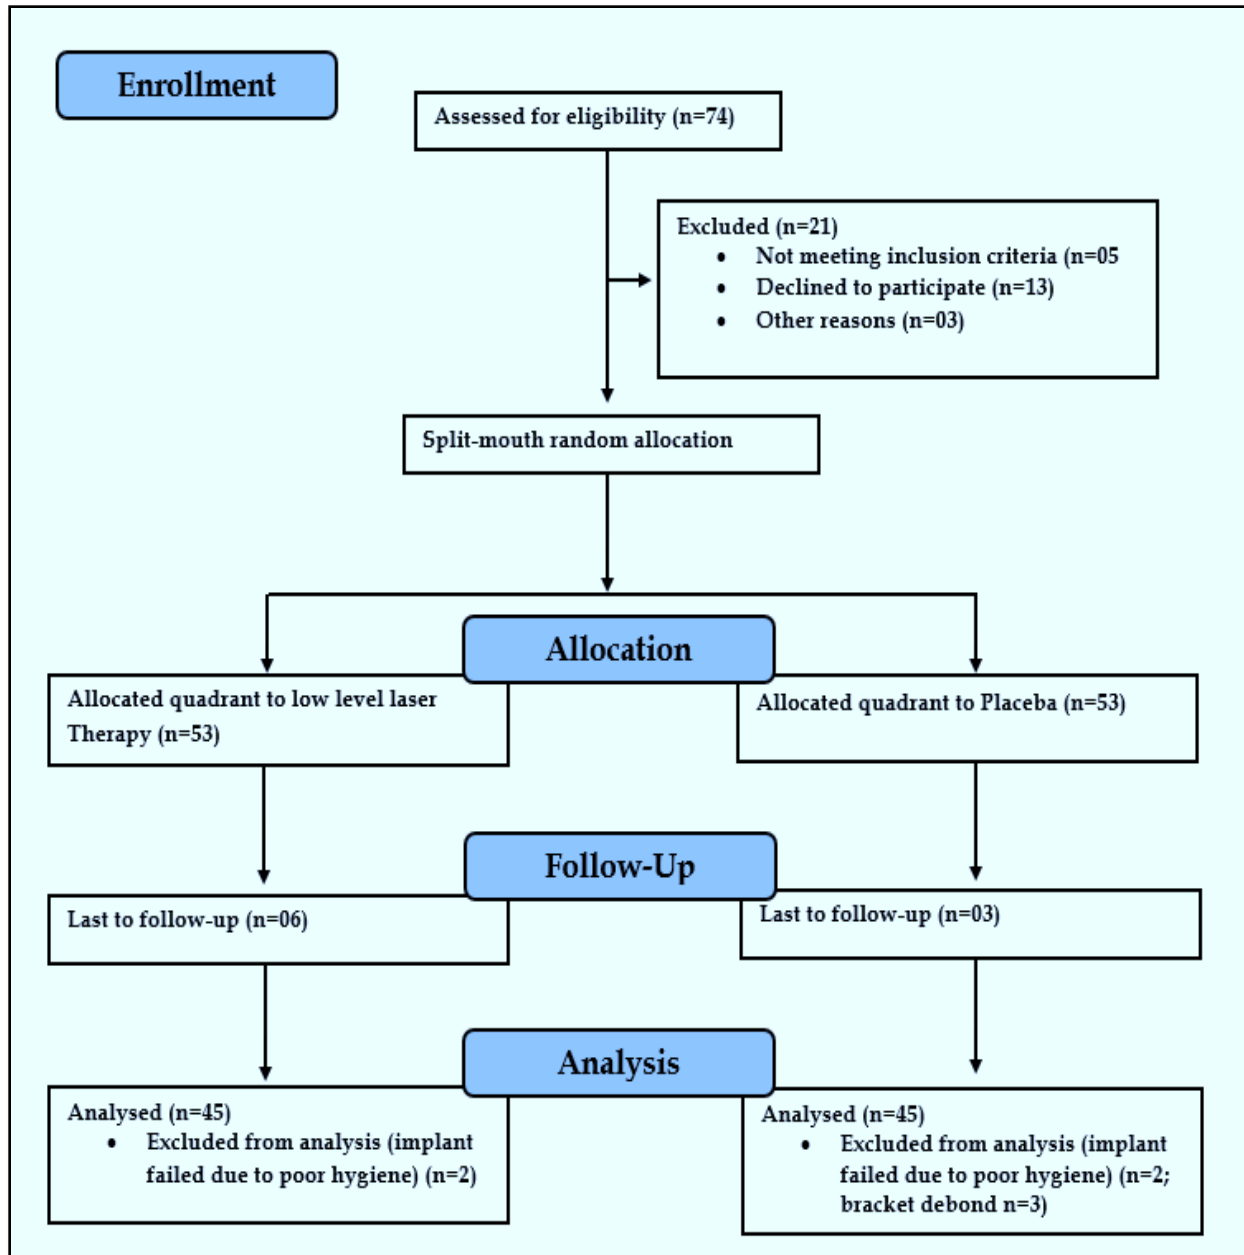 Enrollment
Assessed for eligibility (n=74)
Excluded (n=21)
• Not meeting inclusion criteria (n=05
• Declined to participate (n=13)
• Other reasons (n=03)
Split-mouth random allocation
Allocation
Allocated quadrant to low level laser
Therapy (n=53)
Allocated quadrant to Placeba (n=53)
Follow-Up
Last to follow-up (n=06)
Last to follow-up (n=03)
Analysis
Analysed (n=45)
• Excluded from analysis (implant
failed due to poor hygiene) (n=2)
Analysed (n=45)
• Excluded from analysis (implant
failed due to poor hygiene) (n=2;
bracket debond n=3)